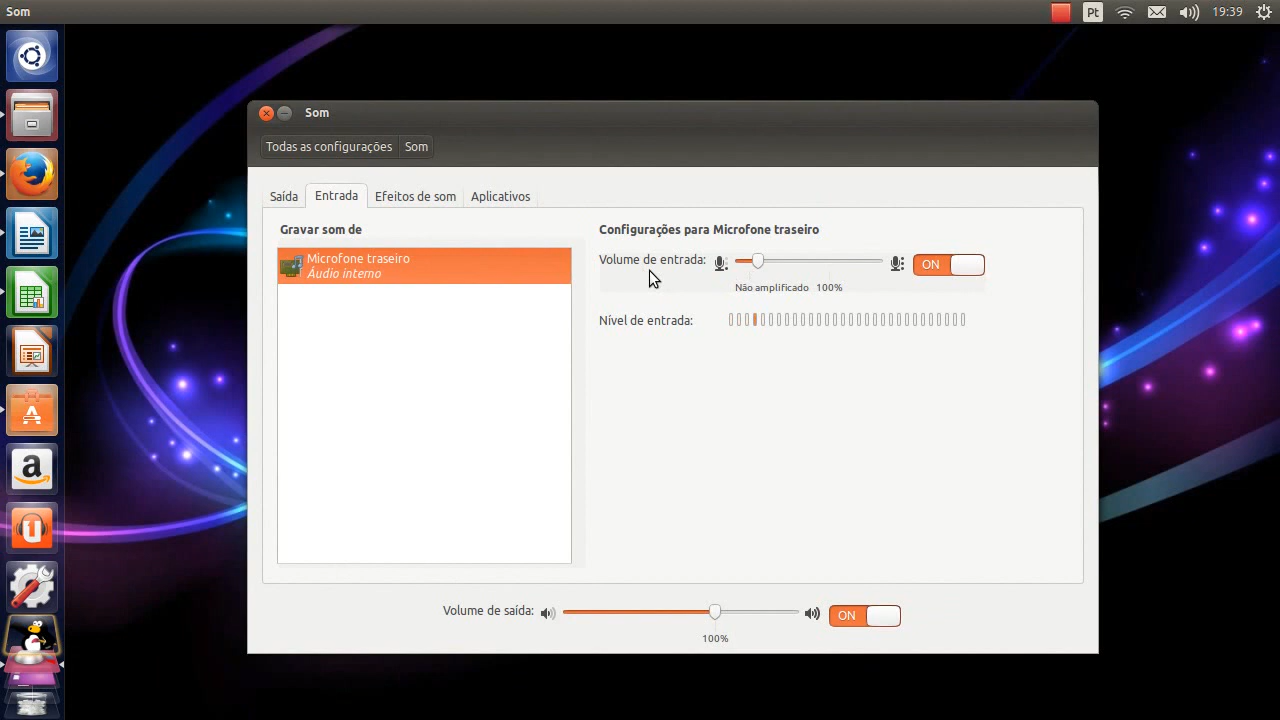 Som
Pt
19:39
Som
Todas as configurações
Som
Saída
Entrada
Efeitos de som
Aplicativos
Gravar som de
Microfone traseiro
Áudio interno
Configurações para Microfone traseiro
Volume de entrada:
ON
Não amplificado
100%
Nível de entrada:
Volume de saída:
ON
100%